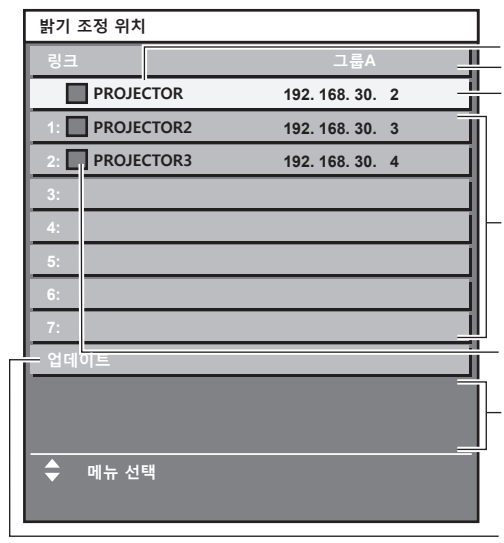 밝기 조정 위치
링크 그룹A
PROJECTOR 192. 168. 30. 2
1: PROJECTOR2 192. 168. 30. 3
2: PROJECTOR3 192. 168. 30. 4
3:
4:
5:
6:
7:
업데이트
메뉴 선택